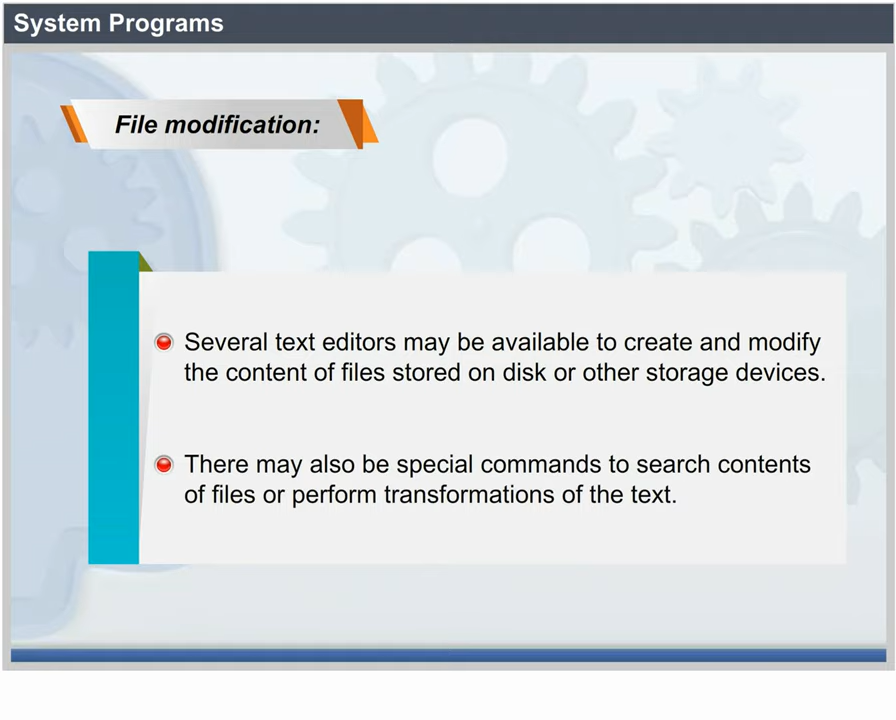 System Programs
File modification:
Several text editors may be available to create and modify
the content of files stored on disk or other storage devices.
There may also be special commands to search contents
of files or perform transformations of the text.